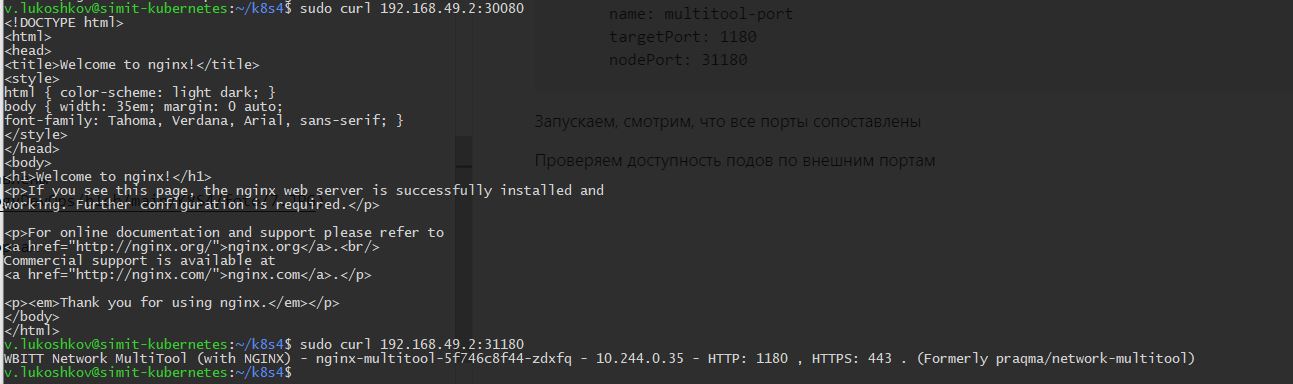 v.lukoshkov@simit-kubernetes:~/k8s4$ sudo curl 192.168.49.2:30080
<!DOCTYPE html>
<html>
<head>
<title>Welcome to nginx!</title>
<style>
html { color-scheme: light dark; }
body { width: 35em; margin: 0 auto;
font-family: Tahoma, Verdana, Arial, sans-serif; }
</style>
</head>
<body>
<h1>Welcome to nginx!</h1>
<p>If you see this page, the nginx web server is successfully installed and
working. Further configuration is required.</p>
<p>For online documentation and support please refer to
<a href="http://nginx.org/">nginx.org</a>.<br/>
Commercial support is available at
<a href="http://nginx.com/">nginx.com</a>.</p>
<p><em>Thank you for using nginx.</em></p>
</body>
</html>
v.lukoshkov@simit-kubernetes:~/k8s4$ sudo curl 192.168.49.2:31180
WBITT Network MultiTool (with NGINX) - nginx-multitool-5f746c8f44-zdxfq - 10.244.0.35 - HTTP: 1180 , HTTPS: 443 . (Formerly praqma/network-multitool)
v.lukoshkov@simit-kubernetes:~/k8s4$
name: multitool-port
targetPort: 1180
nodePort: 31180
Запускаем, смотрим, что все порты сопоставлены
Проверяем доступность подов по внешним портам